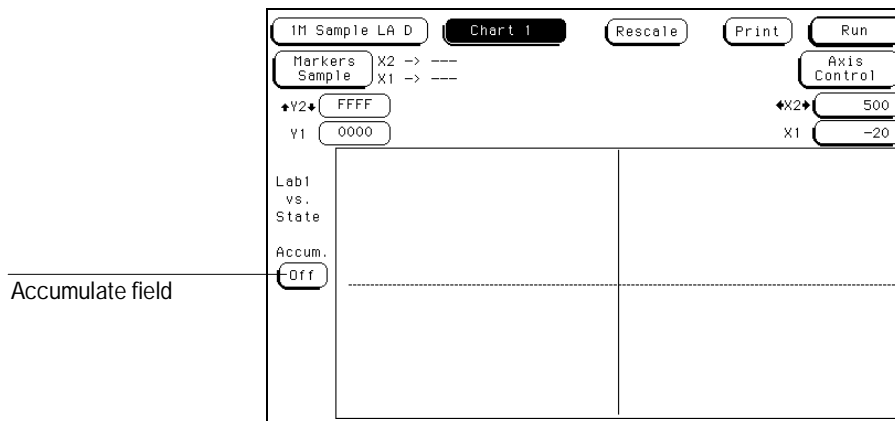 1M Sample LA D Chart 1 Rescale Print Run
Markers Sample X2 -> --- X1 -> --- Axis Control
Y2 FFFF X2 500
Y1 0000 X1 -20
Lab1
vs.
State
Accum.
Off
Accumulate field